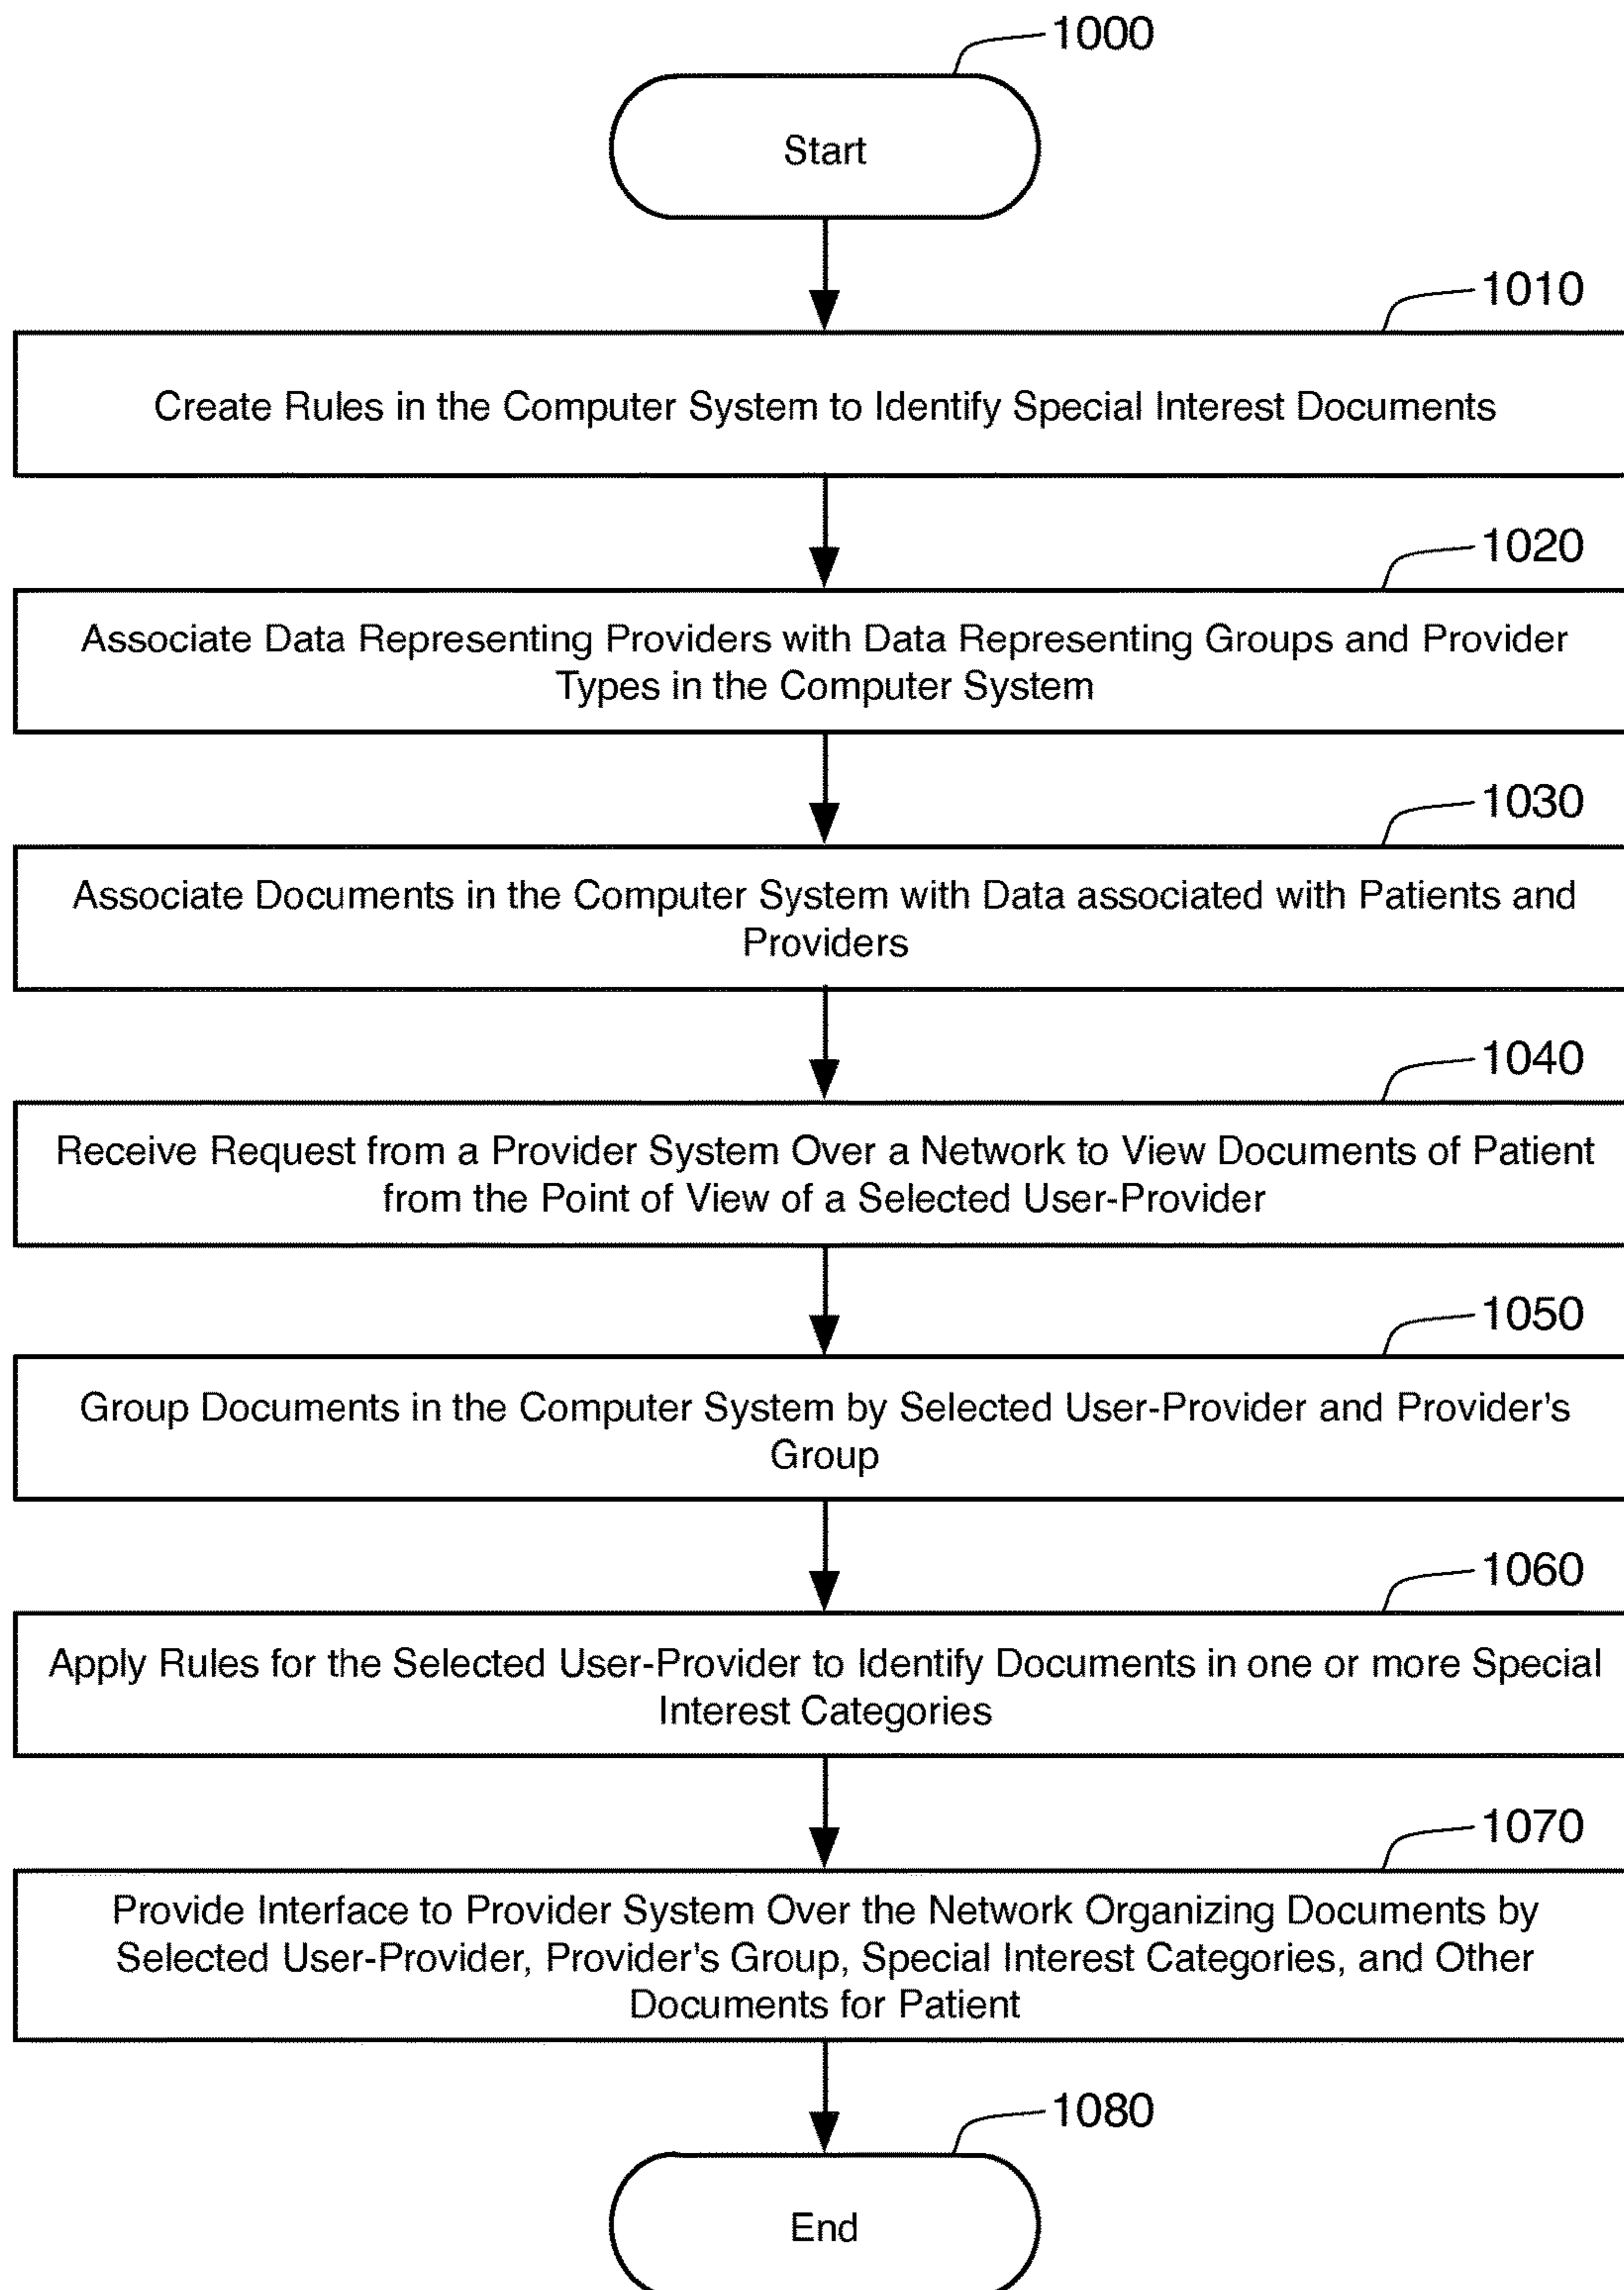 1000
Start
1010
Create Rules in the Computer System to Identify Special Interest Documents
1020
Associate Data Representing Providers with Data Representing Groups and Provider
Types in the Computer System
1030
Associate Documents in the Computer System with Data associated with Patients and
Providers
1040
Receive Request from a Provider System Over a Network to View Documents of Patient
from the Point of View of a Selected User-Provider
1050
Group Documents in the Computer System by Selected User-Provider and Provider's
Group
1060
Apply Rules for the Selected User-Provider to Identify Documents in one or more Special
Interest Categories
1070
Provide Interface to Provider System Over the Network Organizing Documents by
Selected User-Provider, Provider's Group, Special Interest Categories, and Other
Documents for Patient
1080
End